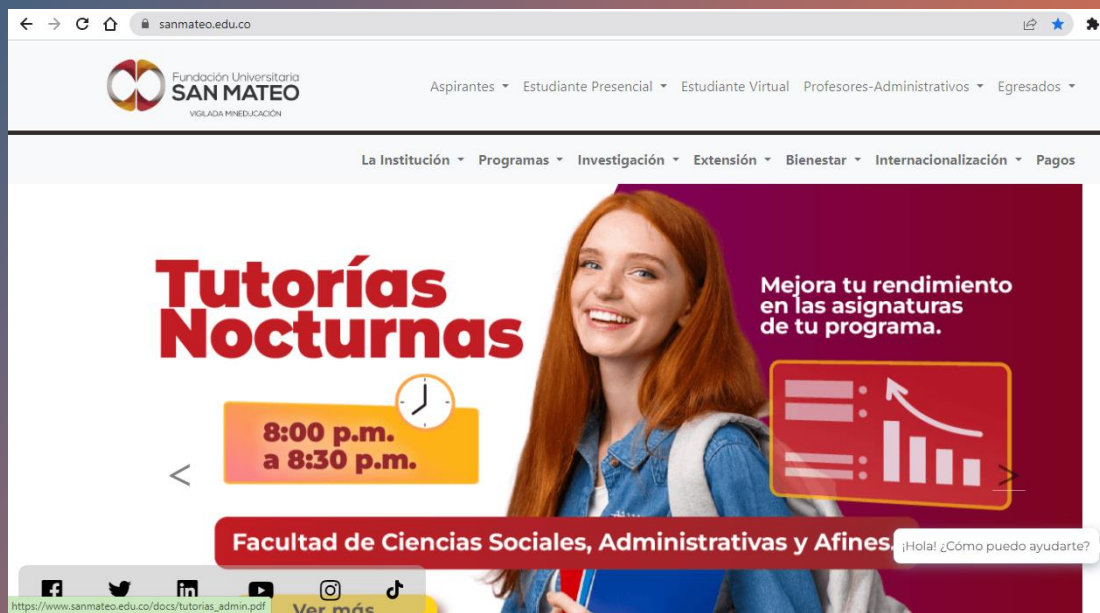 sanmateo.edu.co
Fundación Universitaria
SAN MATEO
VIGILADA MINEDUCACIÓN
Aspirantes Estudiante Presencial Estudiante Virtual Profesores-Administrativos Egresados
La Institución Programas Investigación Extensión Bienestar Internacionalización Pagos
Tutorías
Nocturnas
8:00 p.m.
a 8:30 p.m.
Mejora tu rendimiento
en las asignaturas
de tu programa.
Facultad de Ciencias Sociales, Administrativas y Afines.
¡Hola! ¿Cómo puedo ayudarte?
Ver más
https://www.sanmateo.edu.co/docs/tutorias_admin.pdf